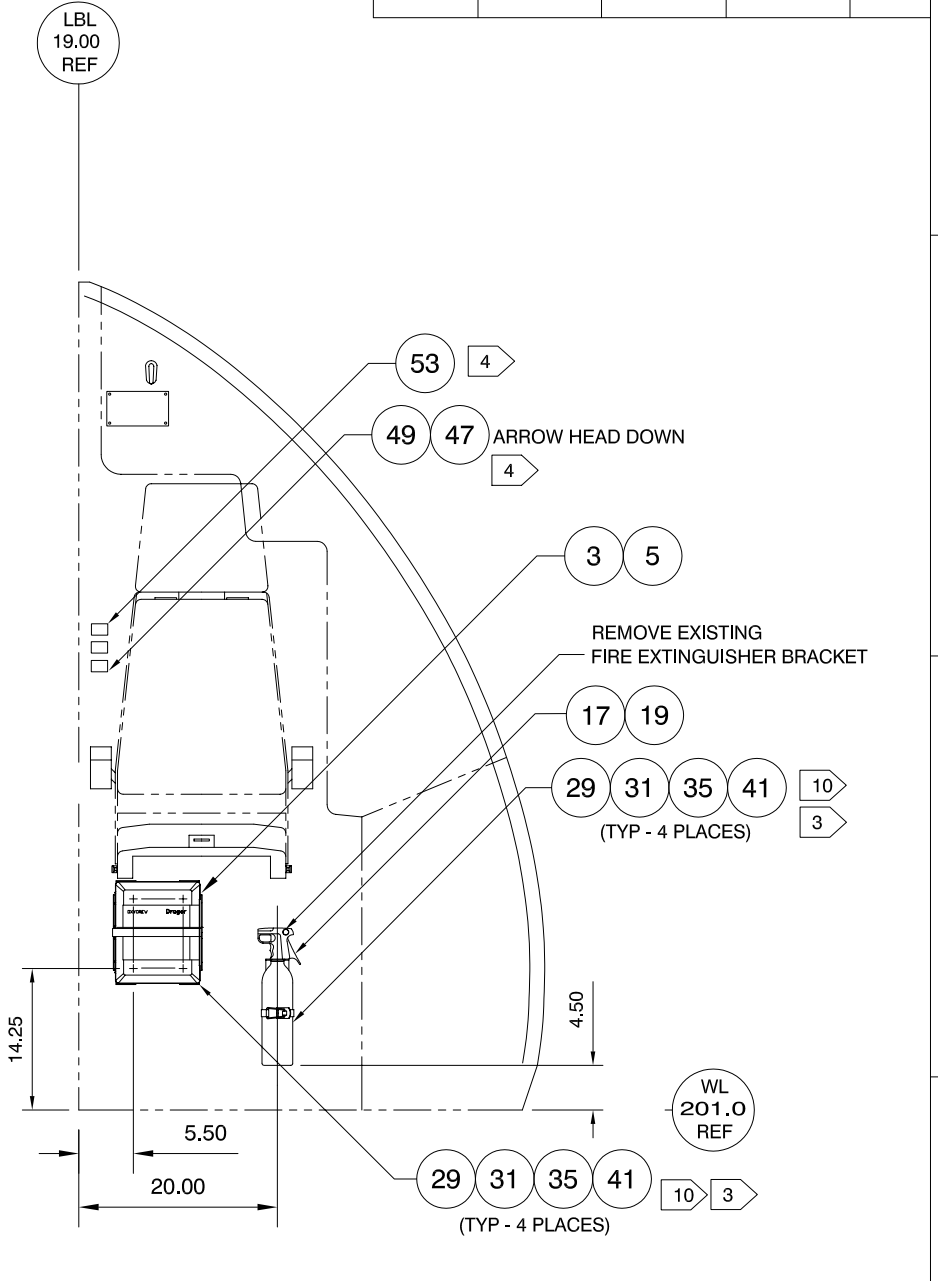 LBL
19.00
REF
53 4
49 47 ARROW HEAD DOWN
4
3 5
REMOVE EXISTING
FIRE EXTINGUISHER BRACKET
17 19
29 31 35 41 10
(TYP - 4 PLACES) 3
Drager
14.25
4.50
WL
201.0
REF
5.50
20.00
29 31 35 41 10 3
(TYP - 4 PLACES)